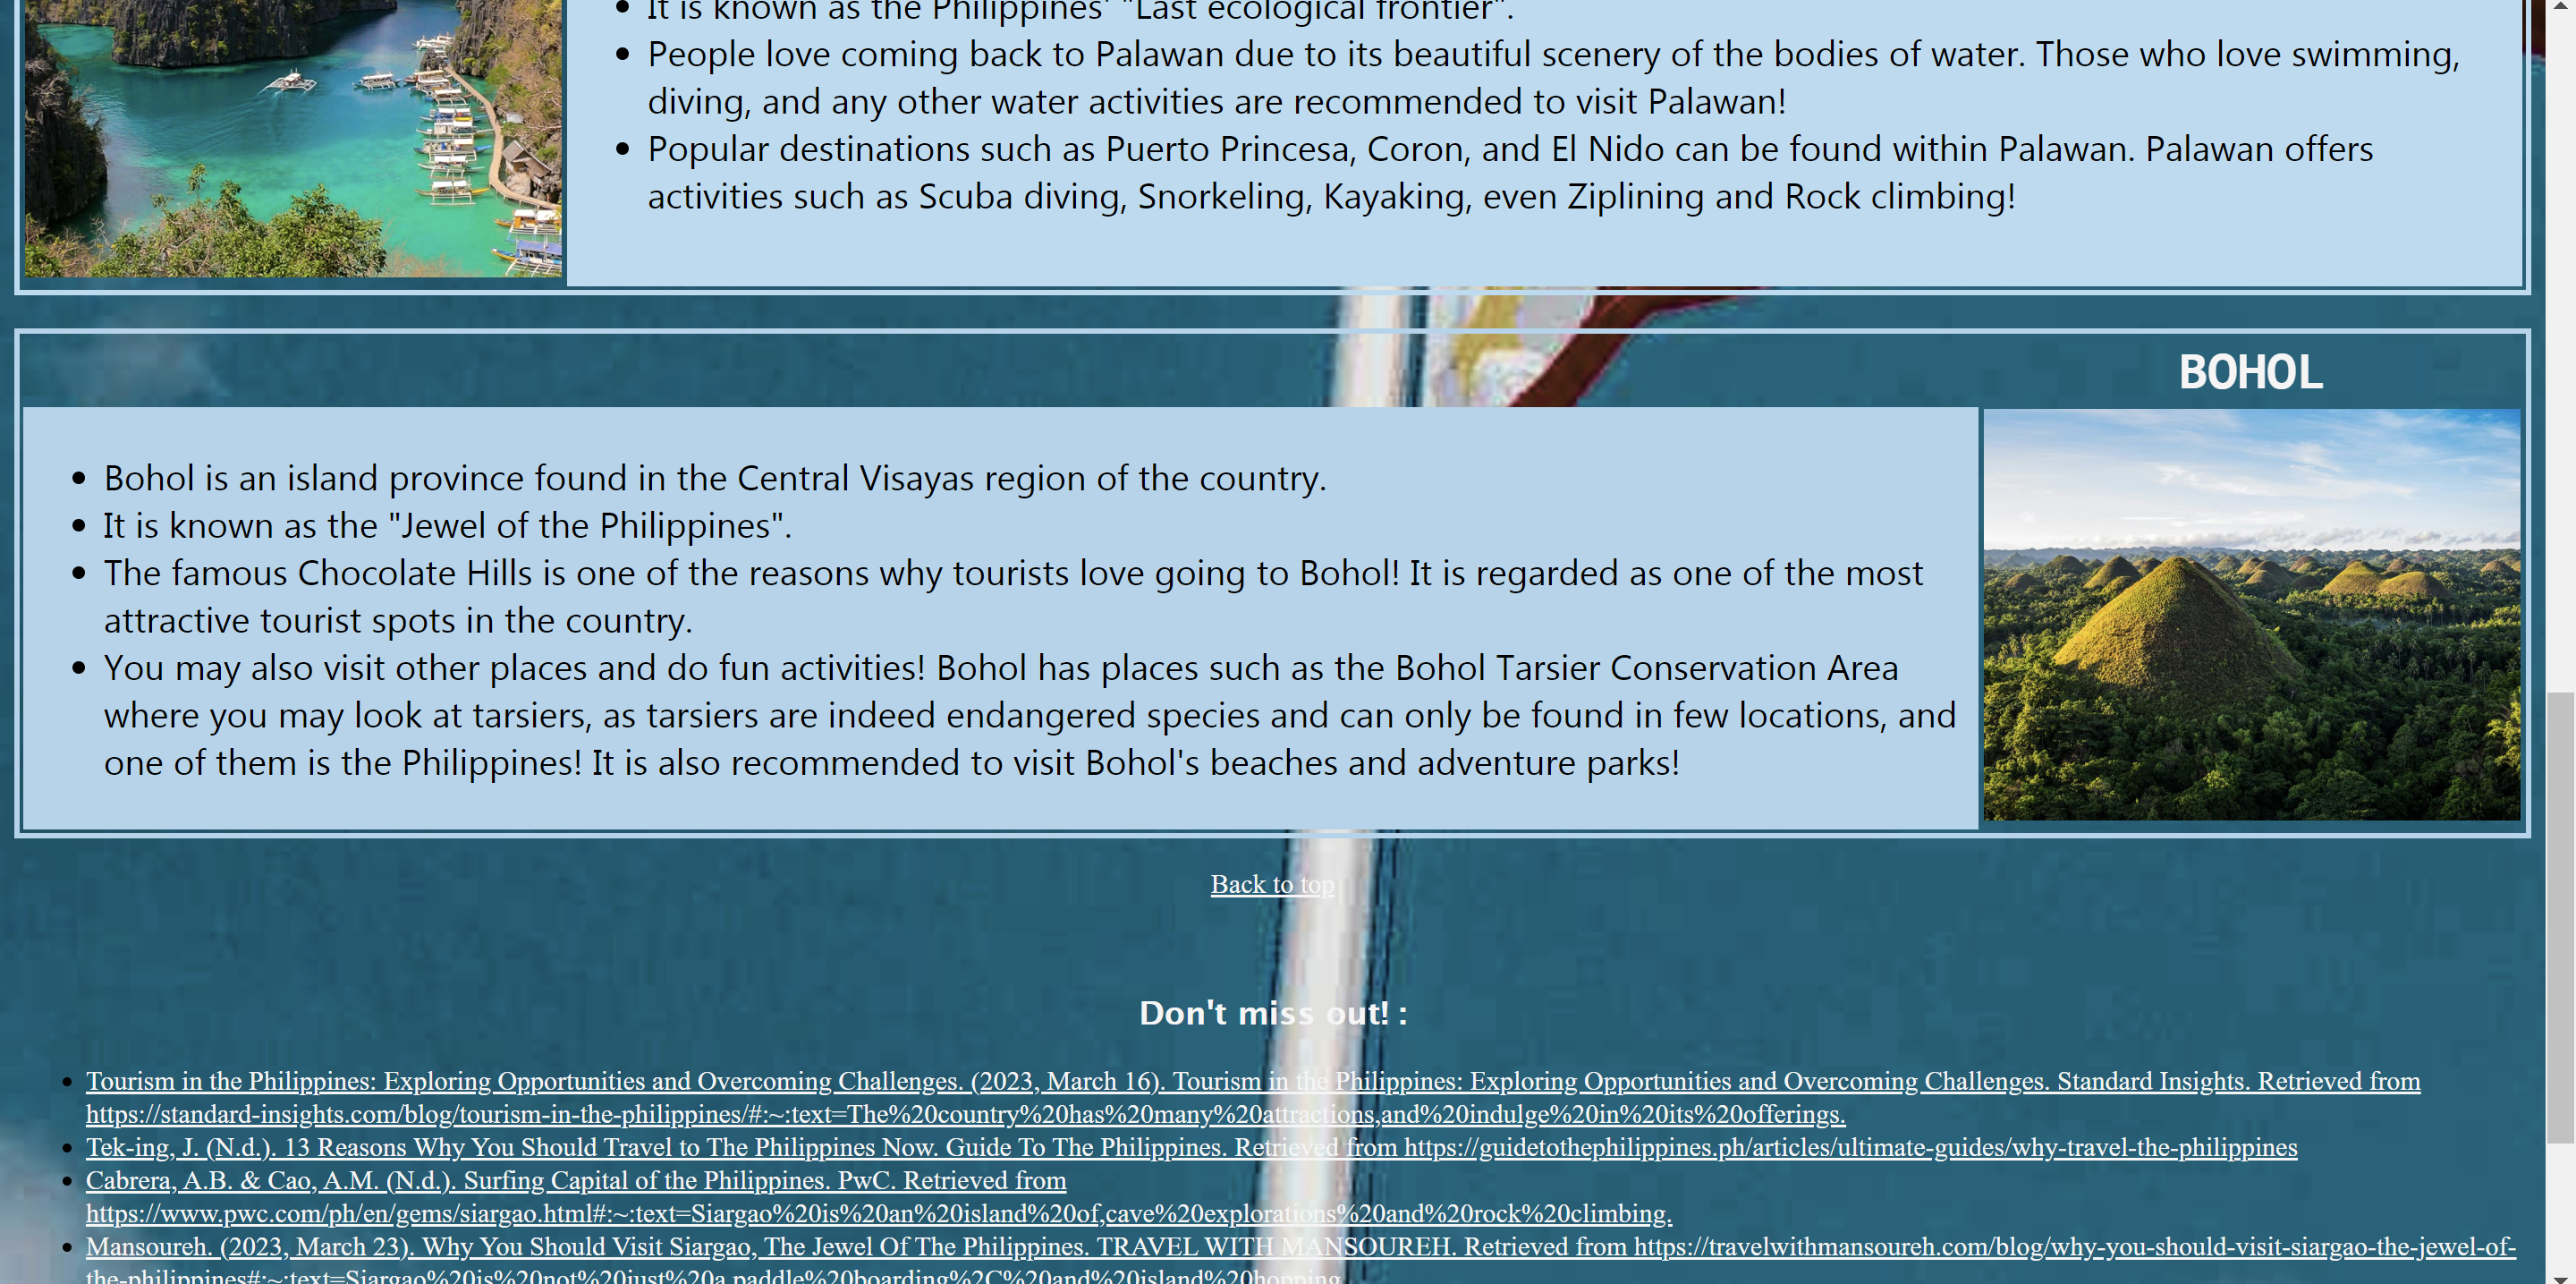 It is known as the Philippines' "Last ecological frontier".
People love coming back to Palawan due to its beautiful scenery of the bodies of water. Those who love swimming,
diving, and any other water activities are recommended to visit Palawan!
Popular destinations such as Puerto Princesa, Coron, and El Nido can be found within Palawan. Palawan offers
activities such as Scuba diving, Snorkeling, Kayaking, even Ziplining and Rock climbing!
BOHOL
Bohol is an island province found in the Central Visayas region of the country.
It is known as the "Jewel of the Philippines".
The famous Chocolate Hills is one of the reasons why tourists love going to Bohol! It is regarded as one of the most
attractive tourist spots in the country.
You may also visit other places and do fun activities! Bohol has places such as the Bohol Tarsier Conservation Area
where you may look at tarsiers, as tarsiers are indeed endangered species and can only be found in few locations, and
one of them is the Philippines! It is also recommended to visit Bohol's beaches and adventure parks!
Back to top
Don't miss out! :
Tourism in the Philippines: Exploring Opportunities and Overcoming Challenges. (2023, March 16). Tourism in the Philippines: Exploring Opportunities and Overcoming Challenges. Standard Insights. Retrieved from
https://standard-insights.com/blog/tourism-in-the-philippines/#:~:text=The%20country%20has%20many%20attractions,and%20indulge%20in%20its%20offerings.
Tek-ing, J. (N.d.). 13 Reasons Why You Should Travel to The Philippines Now. Guide To The Philippines. Retrieved from https://guidetothephilippines.ph/articles/ultimate-guides/why-travel-the-philippines
Cabrera, A.B. & Cao, A.M. (N.d.). Surfing Capital of the Philippines. PwC. Retrieved from
https://www.pwc.com/ph/en/gems/siargao.html#:~:text=Siargao%20is%20an%20island%20of,cave%20explorations%20and%20rock%20climbing.
Mansoureh. (2023, March 23). Why You Should Visit Siargao, The Jewel Of The Philippines. TRAVEL WITH MANSOUREH. Retrieved from https://travelwithmansoureh.com/blog/why-you-should-visit-siargao-the-jewel-of-
the-philippines#:~:text=Siargao%20is%20not%20just%20a,paddle%20boarding%2C%20and%20island%20hopping.